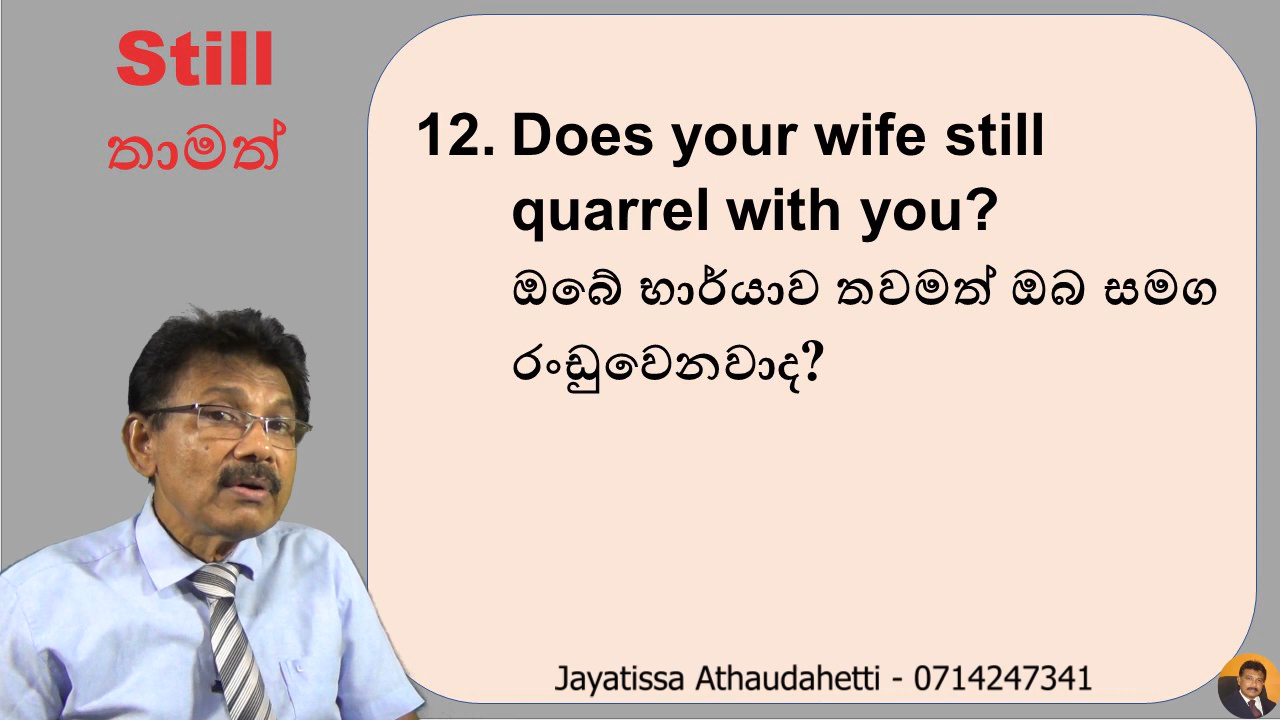 Still
තාමත්
12. Does your wife still
quarrel with you?
ඔබේ භාර්යාව තවමත් ඔබ සමග
රංඩුවෙනවාද?
Jayatissa Athaudahetti - 0714247341